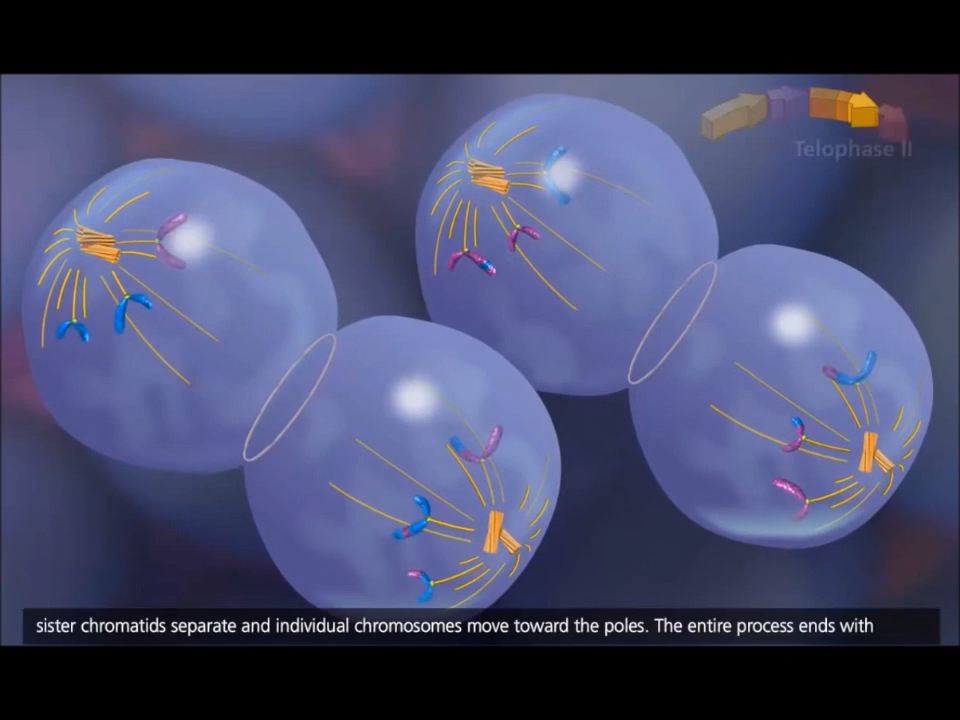 Telophase II
sister chromatids separate and individual chromosomes move toward the poles. The entire process ends with